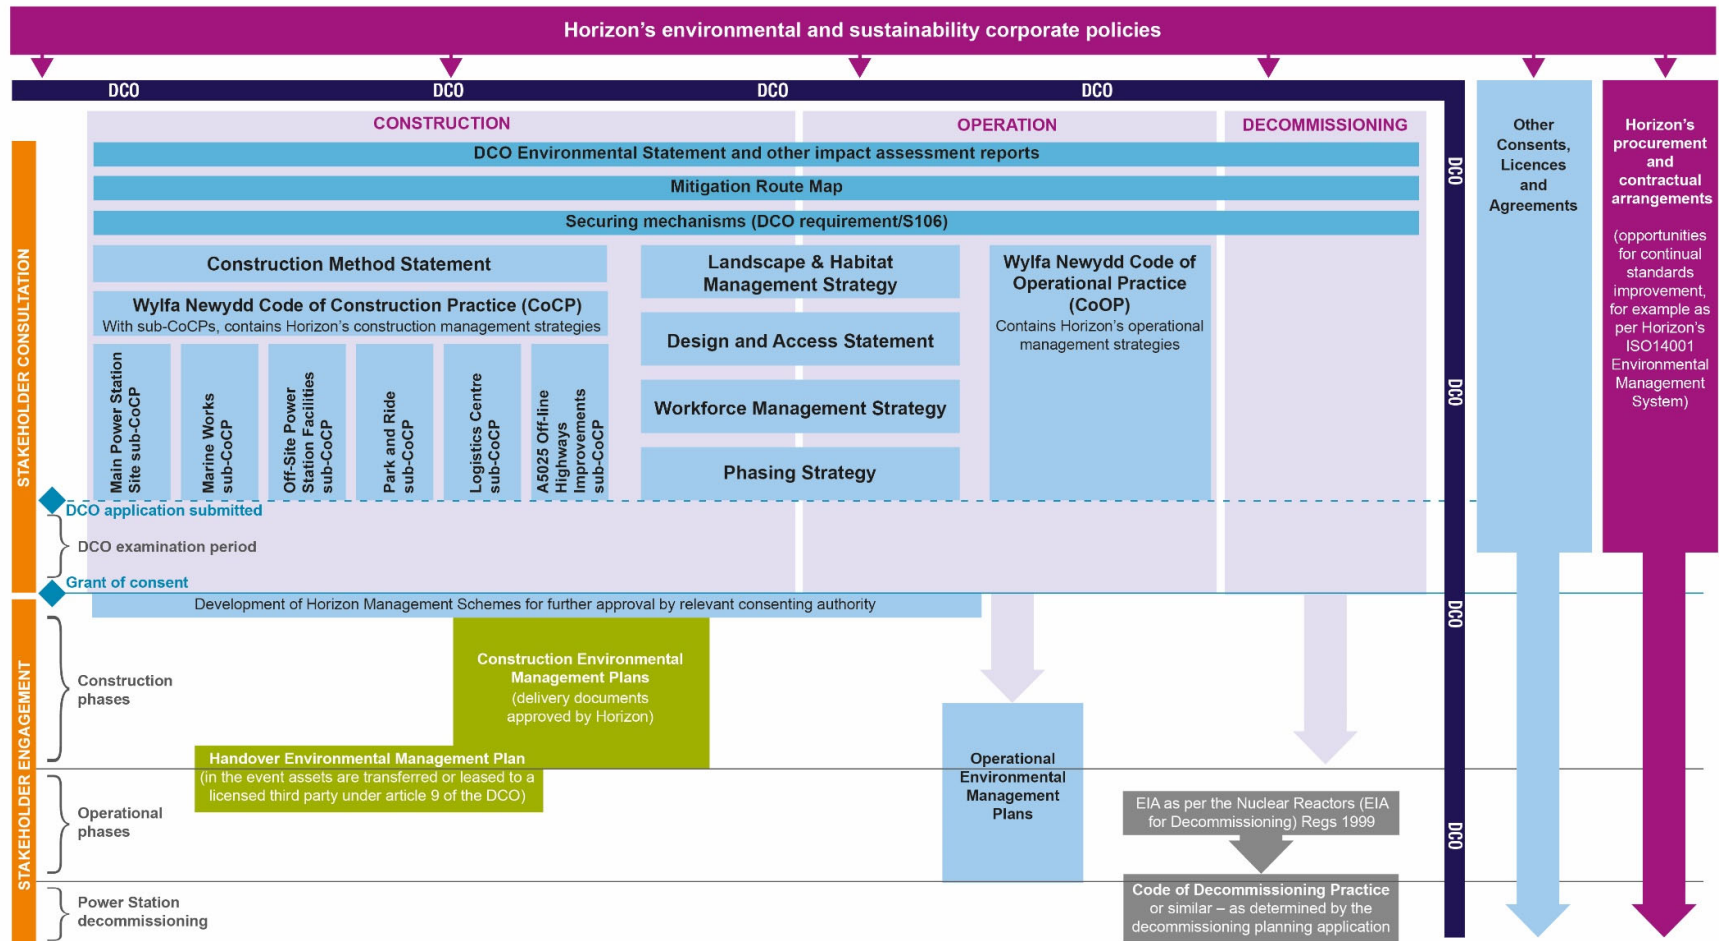 Horizon's environmental and sustainability corporate policies
DCO
DCO
DCO
DCO
CONSTRUCTION
OPERATION
DECOMMISSIONING
DCO Environmental Statement and other impact assessment reports
Mitigation Route Map
Securing mechanisms (DCO requirement/S106)
Construction Method Statement
Wylfa Newydd Code of Construction Practice (CoCP)
With sub-CoCPs, contains Horizon's construction management strategies
Main Power Station
Site sub-CoCP
Marine Works
sub-CoCP
Off-Site Power
Station Facilities
sub-CoCP
Park and Ride
sub-CoCP
Logistics Centre
sub-CoCP
A5025 Off-line
Highways
Improvements
sub-CoCP
Landscape & Habitat
Management Strategy
Design and Access Statement
Workforce Management Strategy
Phasing Strategy
Wylfa Newydd Code of
Operational Practice
(CoOP)
Contains Horizon's operational
management strategies
DCO
DCO
DCO
DCO
Other
Consents,
Licences
and
Agreements
Horizon's
procurement
and
contractual
arrangements
(opportunities
for continual
standards
improvement,
for example as
per Horizon's
ISO14001
Environmental
Management
System)
STAKEHOLDER CONSULTATION
DCO application submitted
DCO examination period
Grant of consent
STAKEHOLDER ENGAGEMENT
Development of Horizon Management Schemes for further approval by relevant consenting authority
Construction
phases
Construction Environmental
Management Plans
(delivery documents
approved by Horizon)
Handover Environmental Management Plan
(in the event assets are transferred or leased to a
licensed third party under article 9 of the DCO)
Operational
phases
Operational
Environmental
Management
Plans
EIA as per the Nuclear Reactors (EIA
for Decommissioning) Regs 1999
Power Station
decommissioning
Code of Decommissioning Practice
or similar – as determined by the
decommissioning planning application